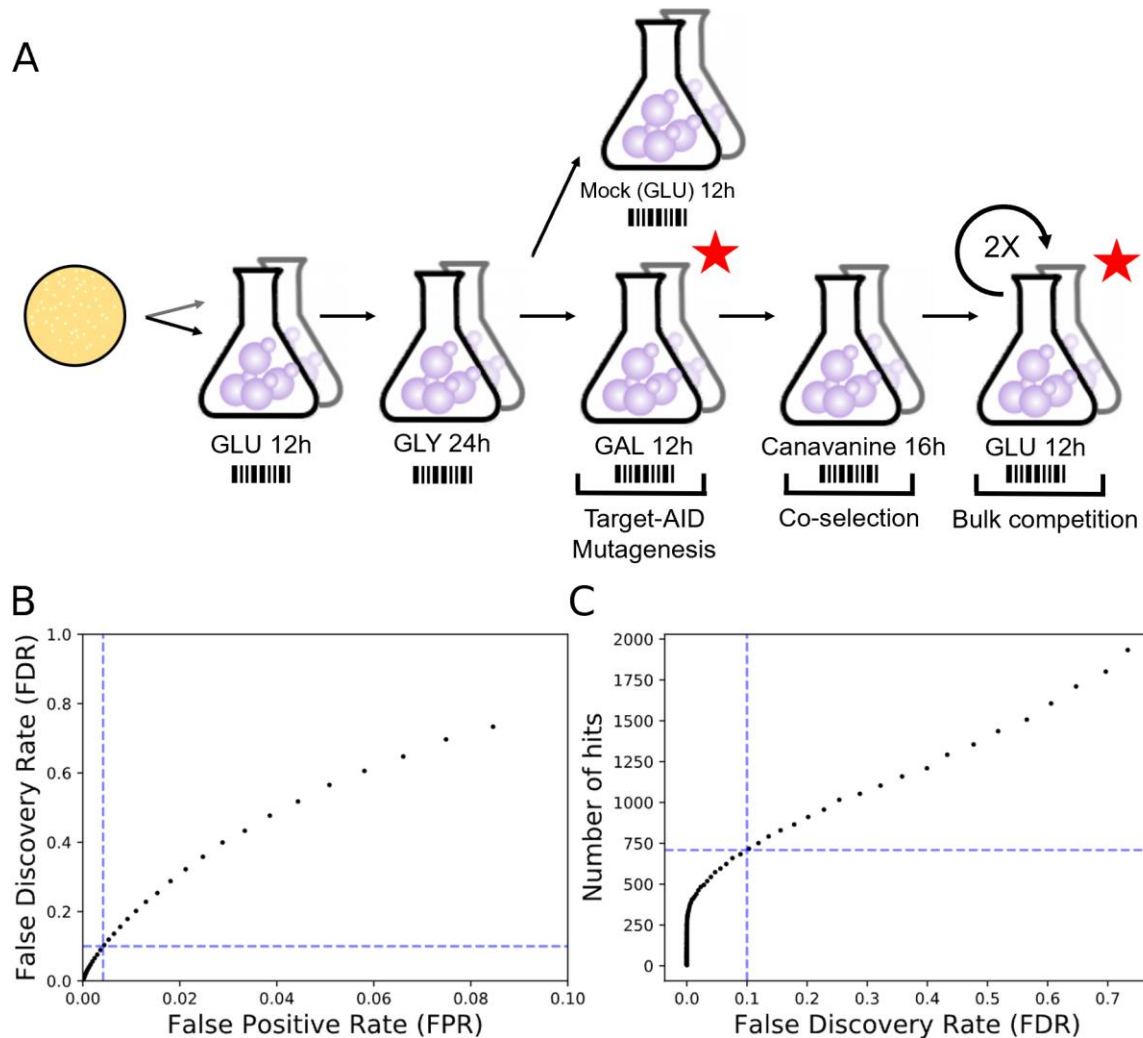 A
Mock (GLU) 12h
2X
GLU 12h
GLY 24h
GAL 12h
Canavanine 16h
GLU 12h
Target-AID
Mutagenesis
Co-selection
Bulk competition
B
False Discovery Rate (FDR)
1.0
0.8
0.6
0.4
0.2
0.0
0.00
0.02
0.04
0.06
0.08
0.10
False Positive Rate (FPR)
C
Number of hits
2000
1750
1500
1250
1000
750
500
250
0
0.0
0.1
0.2
0.3
0.4
0.5
0.6
0.7
False Discovery Rate (FDR)